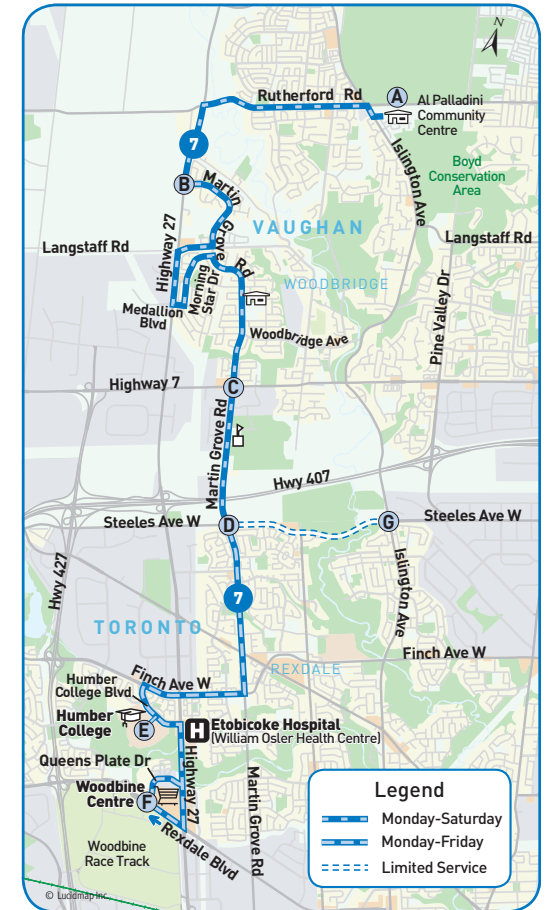 N
Rutherford Rd
A
Al Palladini
Community
Centre
7
Islington Ave
Boyd
Conservation
Area
B
Martin
Grove
Rd
VAUGHAN
Highway 27
Langstaff Rd
Langstaff Rd
Morning
Star Dr
WOODBRIDGE
Pine Valley Dr
Medallion
Blvd
Woodbridge Ave
Highway 7
C
Martin Grove Rd
Hwy 407
Steeles Ave W
D
G
Steeles Ave W
Hwy 427
Islington Ave
7
TORONTO
Finch Ave W
REXDALE
Finch Ave W
Humber
College Blvd
Humber
College
E
H
Etobicoke Hospital
(William Osler Health Centre)
Queens Plate Dr
Highway 27
Woodbine
Centre
F
Martin Grove Rd
Rexdale Blvd
Woodbine
Race Track
Legend
Monday-Saturday
Monday-Friday
Limited Service
© Luddmap Inc.